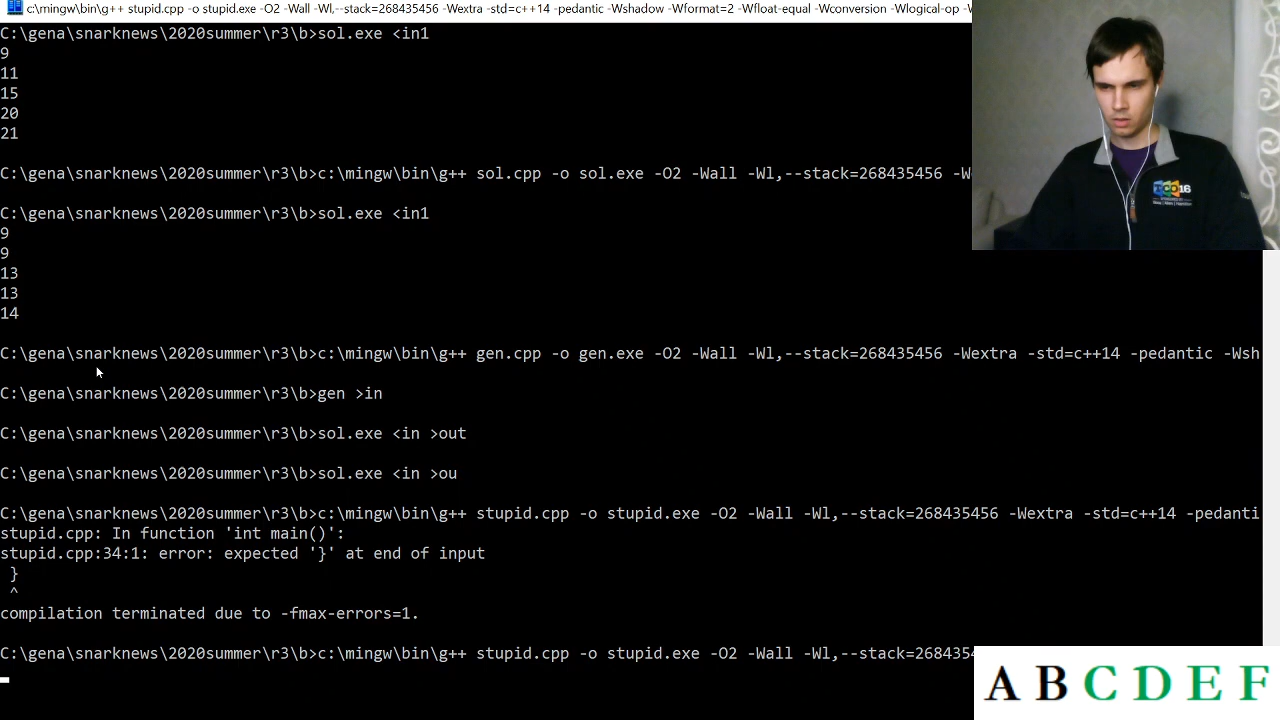 c:\mingw\bin\g++ stupid.cpp -o stupid.exe -O2 -Wall -Wl,--stack=268435456 -Wextra -std=c++14 -pedantic -Wshadow -Wformat=2 -Wfloat-equal -Wconversion -Wlogical-op
C:\gena\snarknews\2020summer\r3\b>sol.exe <in1
9
11
15
20
21
C:\gena\snarknews\2020summer\r3\b>c:\mingw\bin\g++ sol.cpp -o sol.exe -O2 -Wall -Wl,--stack=268435456 -W
C:\gena\snarknews\2020summer\r3\b>sol.exe <in1
9
9
13
13
14
C:\gena\snarknews\2020summer\r3\b>c:\mingw\bin\g++ gen.cpp -o gen.exe -O2 -Wall -Wl,--stack=268435456 -Wextra -std=c++14 -pedantic -Wsh
C:\gena\snarknews\2020summer\r3\b>gen >in
C:\gena\snarknews\2020summer\r3\b>sol.exe <in >out
C:\gena\snarknews\2020summer\r3\b>sol.exe <in >ou
C:\gena\snarknews\2020summer\r3\b>c:\mingw\bin\g++ stupid.cpp -o stupid.exe -O2 -Wall -Wl,--stack=268435456 -Wextra -std=c++14 -pedanti
stupid.cpp: In function 'int main()':
stupid.cpp:34:1: error: expected '}' at end of input
}
^
compilation terminated due to -fmax-errors=1.
C:\gena\snarknews\2020summer\r3\b>c:\mingw\bin\g++ stupid.cpp -o stupid.exe -O2 -Wall -Wl,--stack=268435
TCO16
A B C D E F